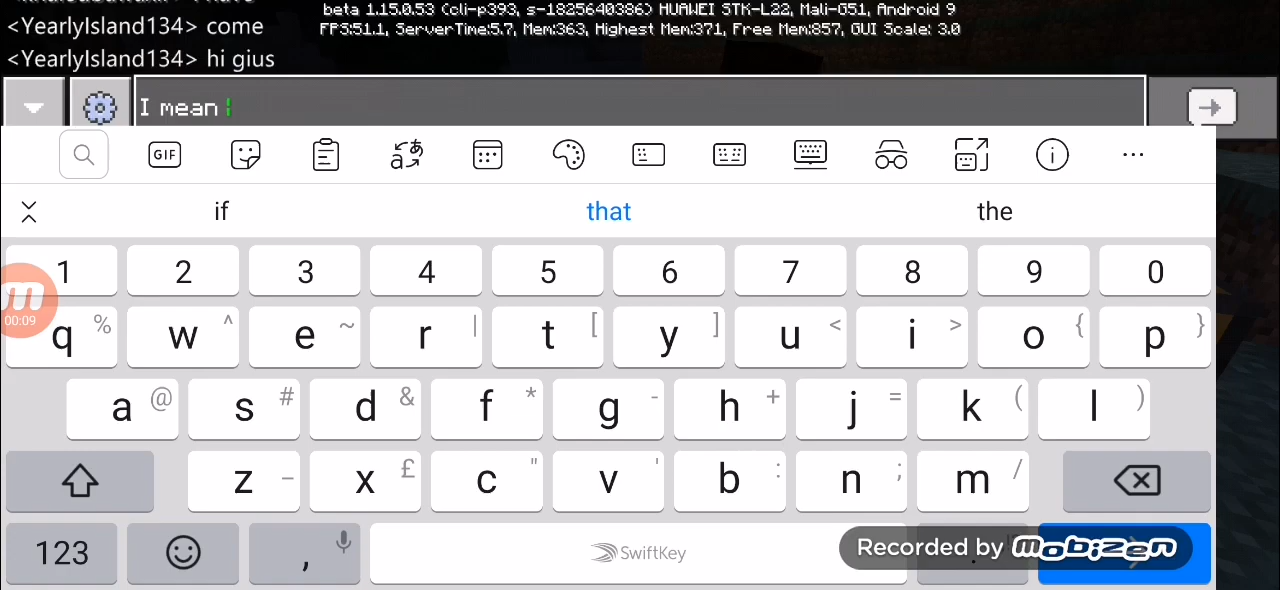 beta 1.15.0.53 (cli-p393, s-1825640386) HUAWEI STK-L22, Mali-G51, Android 9
FPS:51.1, ServerTime:5.7, Mem:363, Highest Mem:371, Free Mem:857, GUI Scale: 3.0
<YearlyIsland134> come
<YearlyIsland134> hi gius
I mean
GIF
if that the
1 2 3 4 5 6 7 8 9 0
00:09
q % w ^ e ~ r | t [ y ] u < i > o { p }
a @ s # d & f * g - h + j = k ( l )
z _ x £ c " v ' b : n ; m /
123 , SwiftKey .
Recorded by mobizen